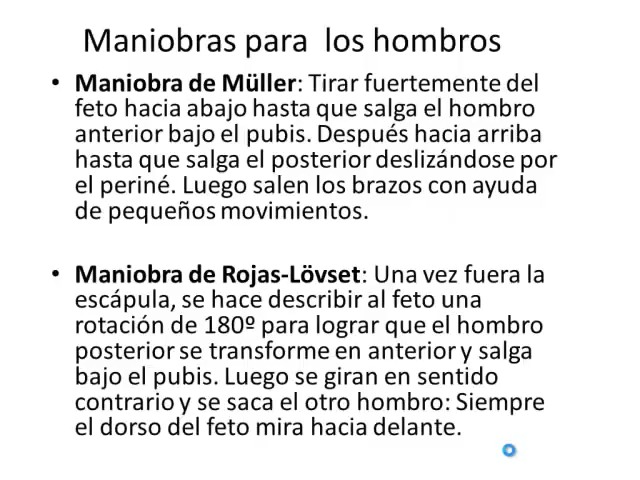 Maniobras para  los hombros
• Maniobra de Müller: Tirar fuertemente del
feto hacia abajo hasta que salga el hombro
anterior bajo el pubis. Después hacia arriba
hasta que salga el posterior deslizándose por
el periné. Luego salen los brazos con ayuda
de pequeños movimientos.
• Maniobra de Rojas-Lövset: Una vez fuera la
escápula, se hace describir al feto una
rotación de 180º para lograr que el hombro
posterior se transforme en anterior y salga
bajo el pubis. Luego se giran en sentido
contrario y se saca el otro hombro: Siempre
el dorso del feto mira hacia delante.